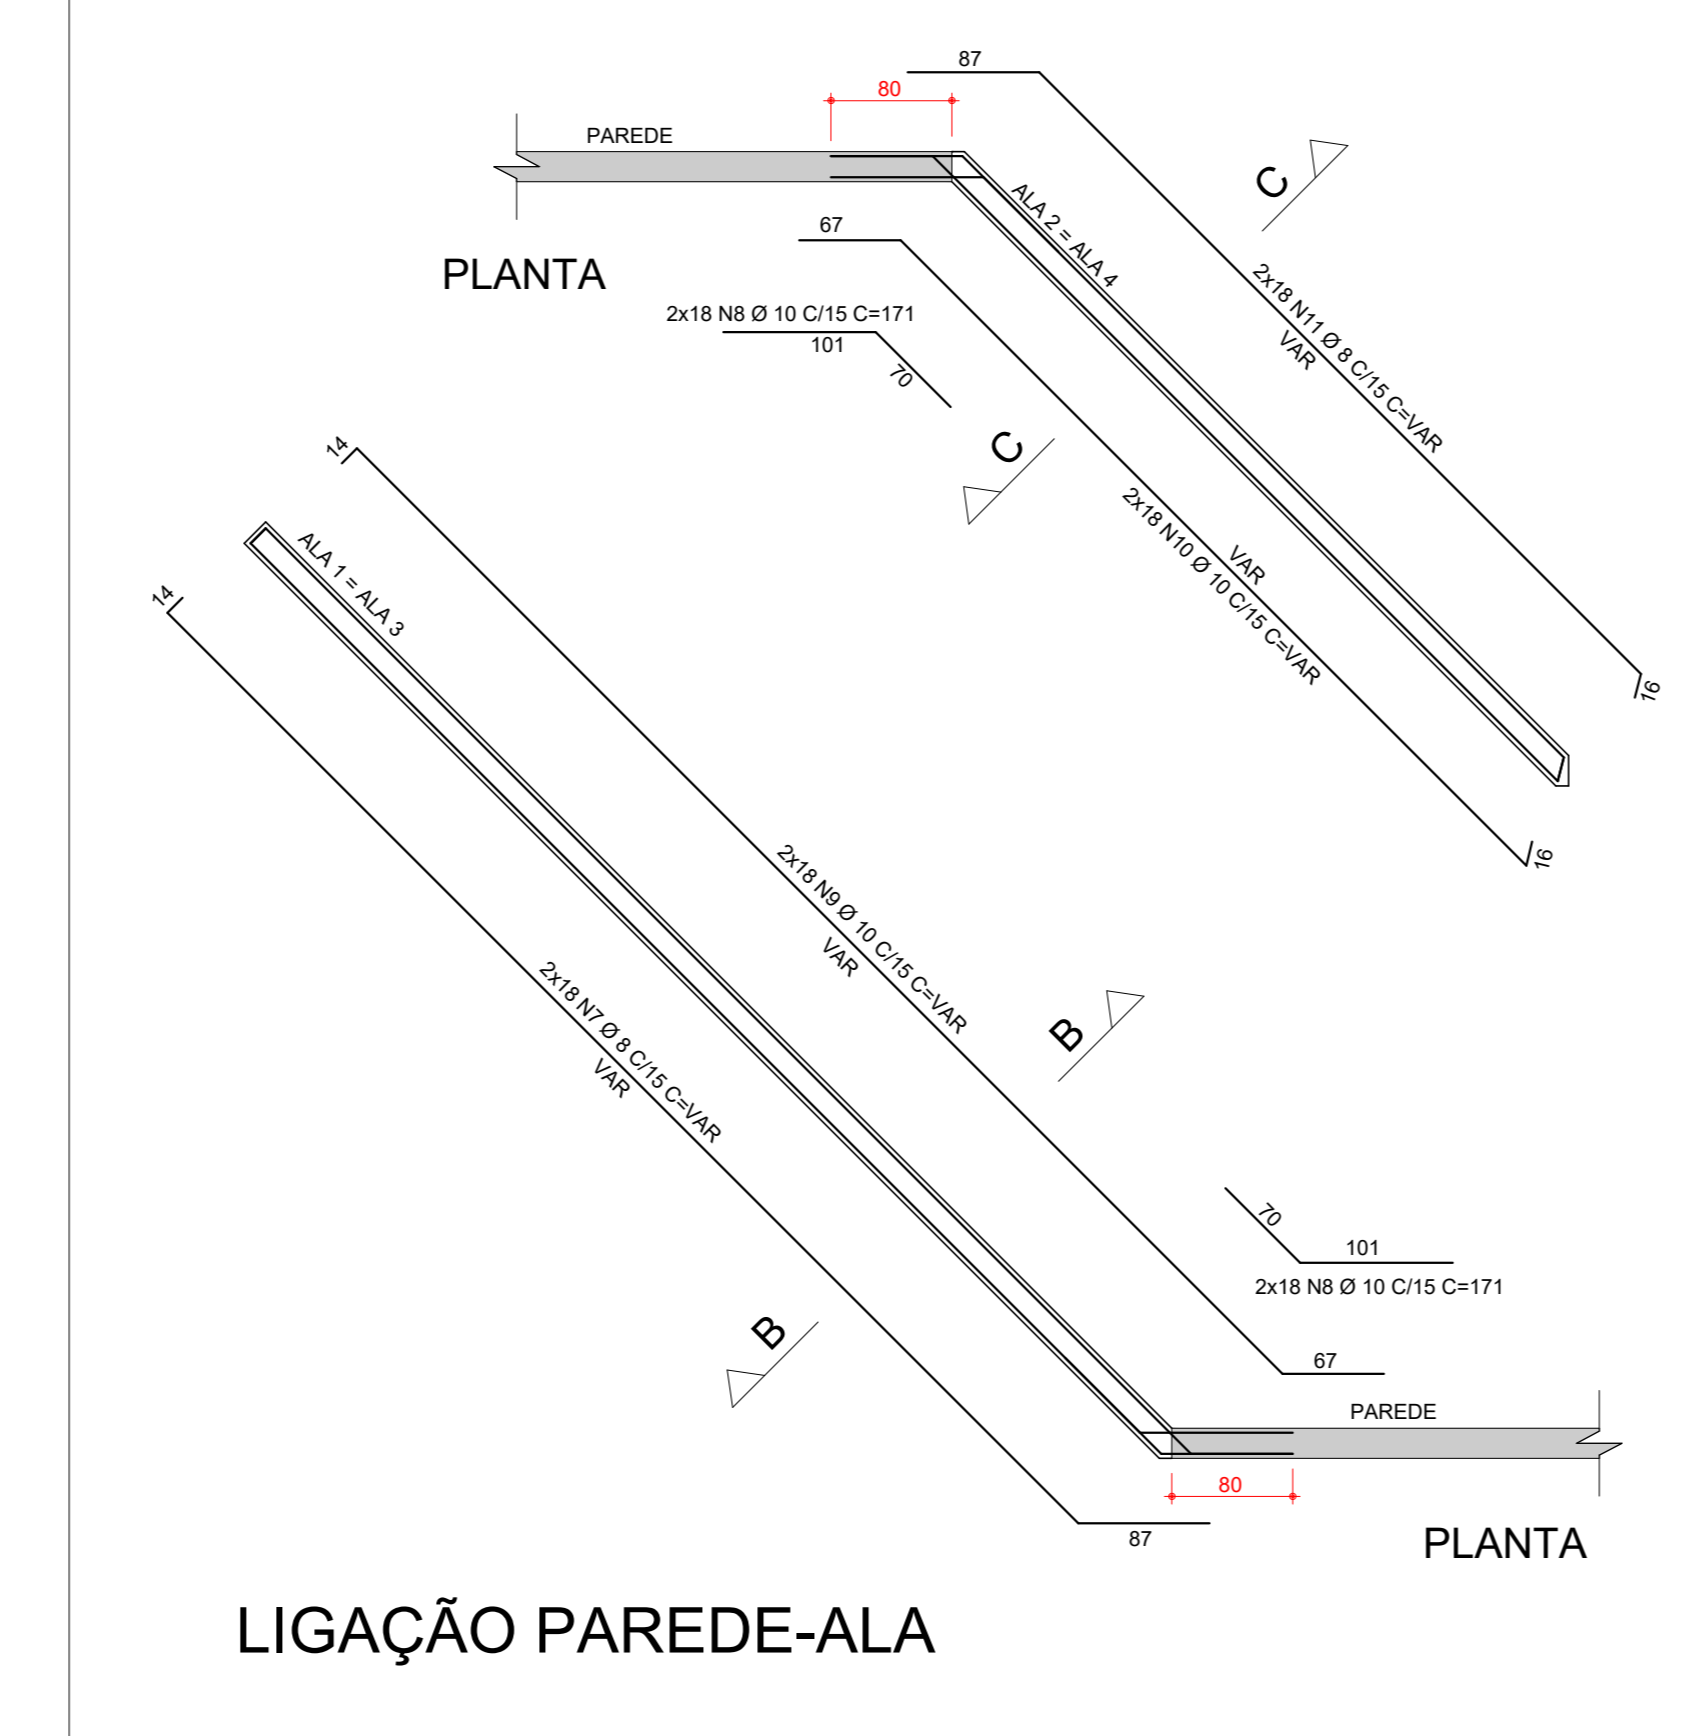 87
80
PAREDE
C
ALA 2 = ALA 4
67
PLANTA
2x18 N11 Ø 8 C/15 C=VAR
VAR
2x18 N8 Ø 10 C/15 C=171
101
70
C
14
2x18 N10 Ø 10 C/15 C=VAR
VAR
ALA 1 = ALA 3
14
16
16
2x18 N9 Ø 10 C/15 C=VAR
VAR
2x18 N7 Ø 8 C/15 C=VAR
VAR
B
70
101
2x18 N8 Ø 10 C/15 C=171
B
67
PAREDE
80
87
PLANTA
LIGAÇÃO PAREDE-ALA